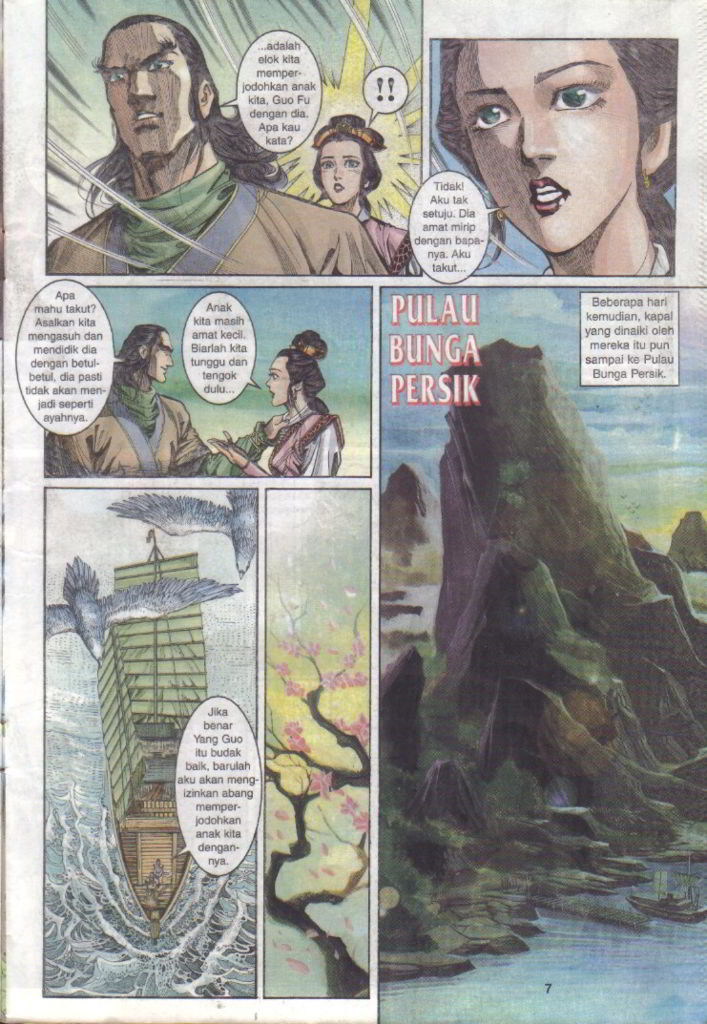 ...adalah
elok kita
memper-
jodohkan anak
kita, Guo Fu
dengan dia.
Apa kau
kata?
!!
Tidak!
Aku tak
setuju. Dia
amat mirip
dengan bapa-
nya. Aku
takut...
Apa
mahu takut?
Asalkan kita
mengasuh dan
mendidik dia
dengan betul-
betul, dia pasti
tidak akan men-
jadi seperti
ayahnya.
Anak
kita masih
amat kecil.
Biarlah kita
tunggu dan
tengok
dulu...
PULAU
BUNGA
PERSIK
Beberapa hari
kemudian, kapal
yang dinaiki oleh
mereka itu pun
sampai ke Pulau
Bunga Persik.
Jika
benar
Yang Guo
itu budak
baik, barulah
aku akan meng-
izinkan abang
memper-
jodohkan
anak kita
dengan-
nya.
7